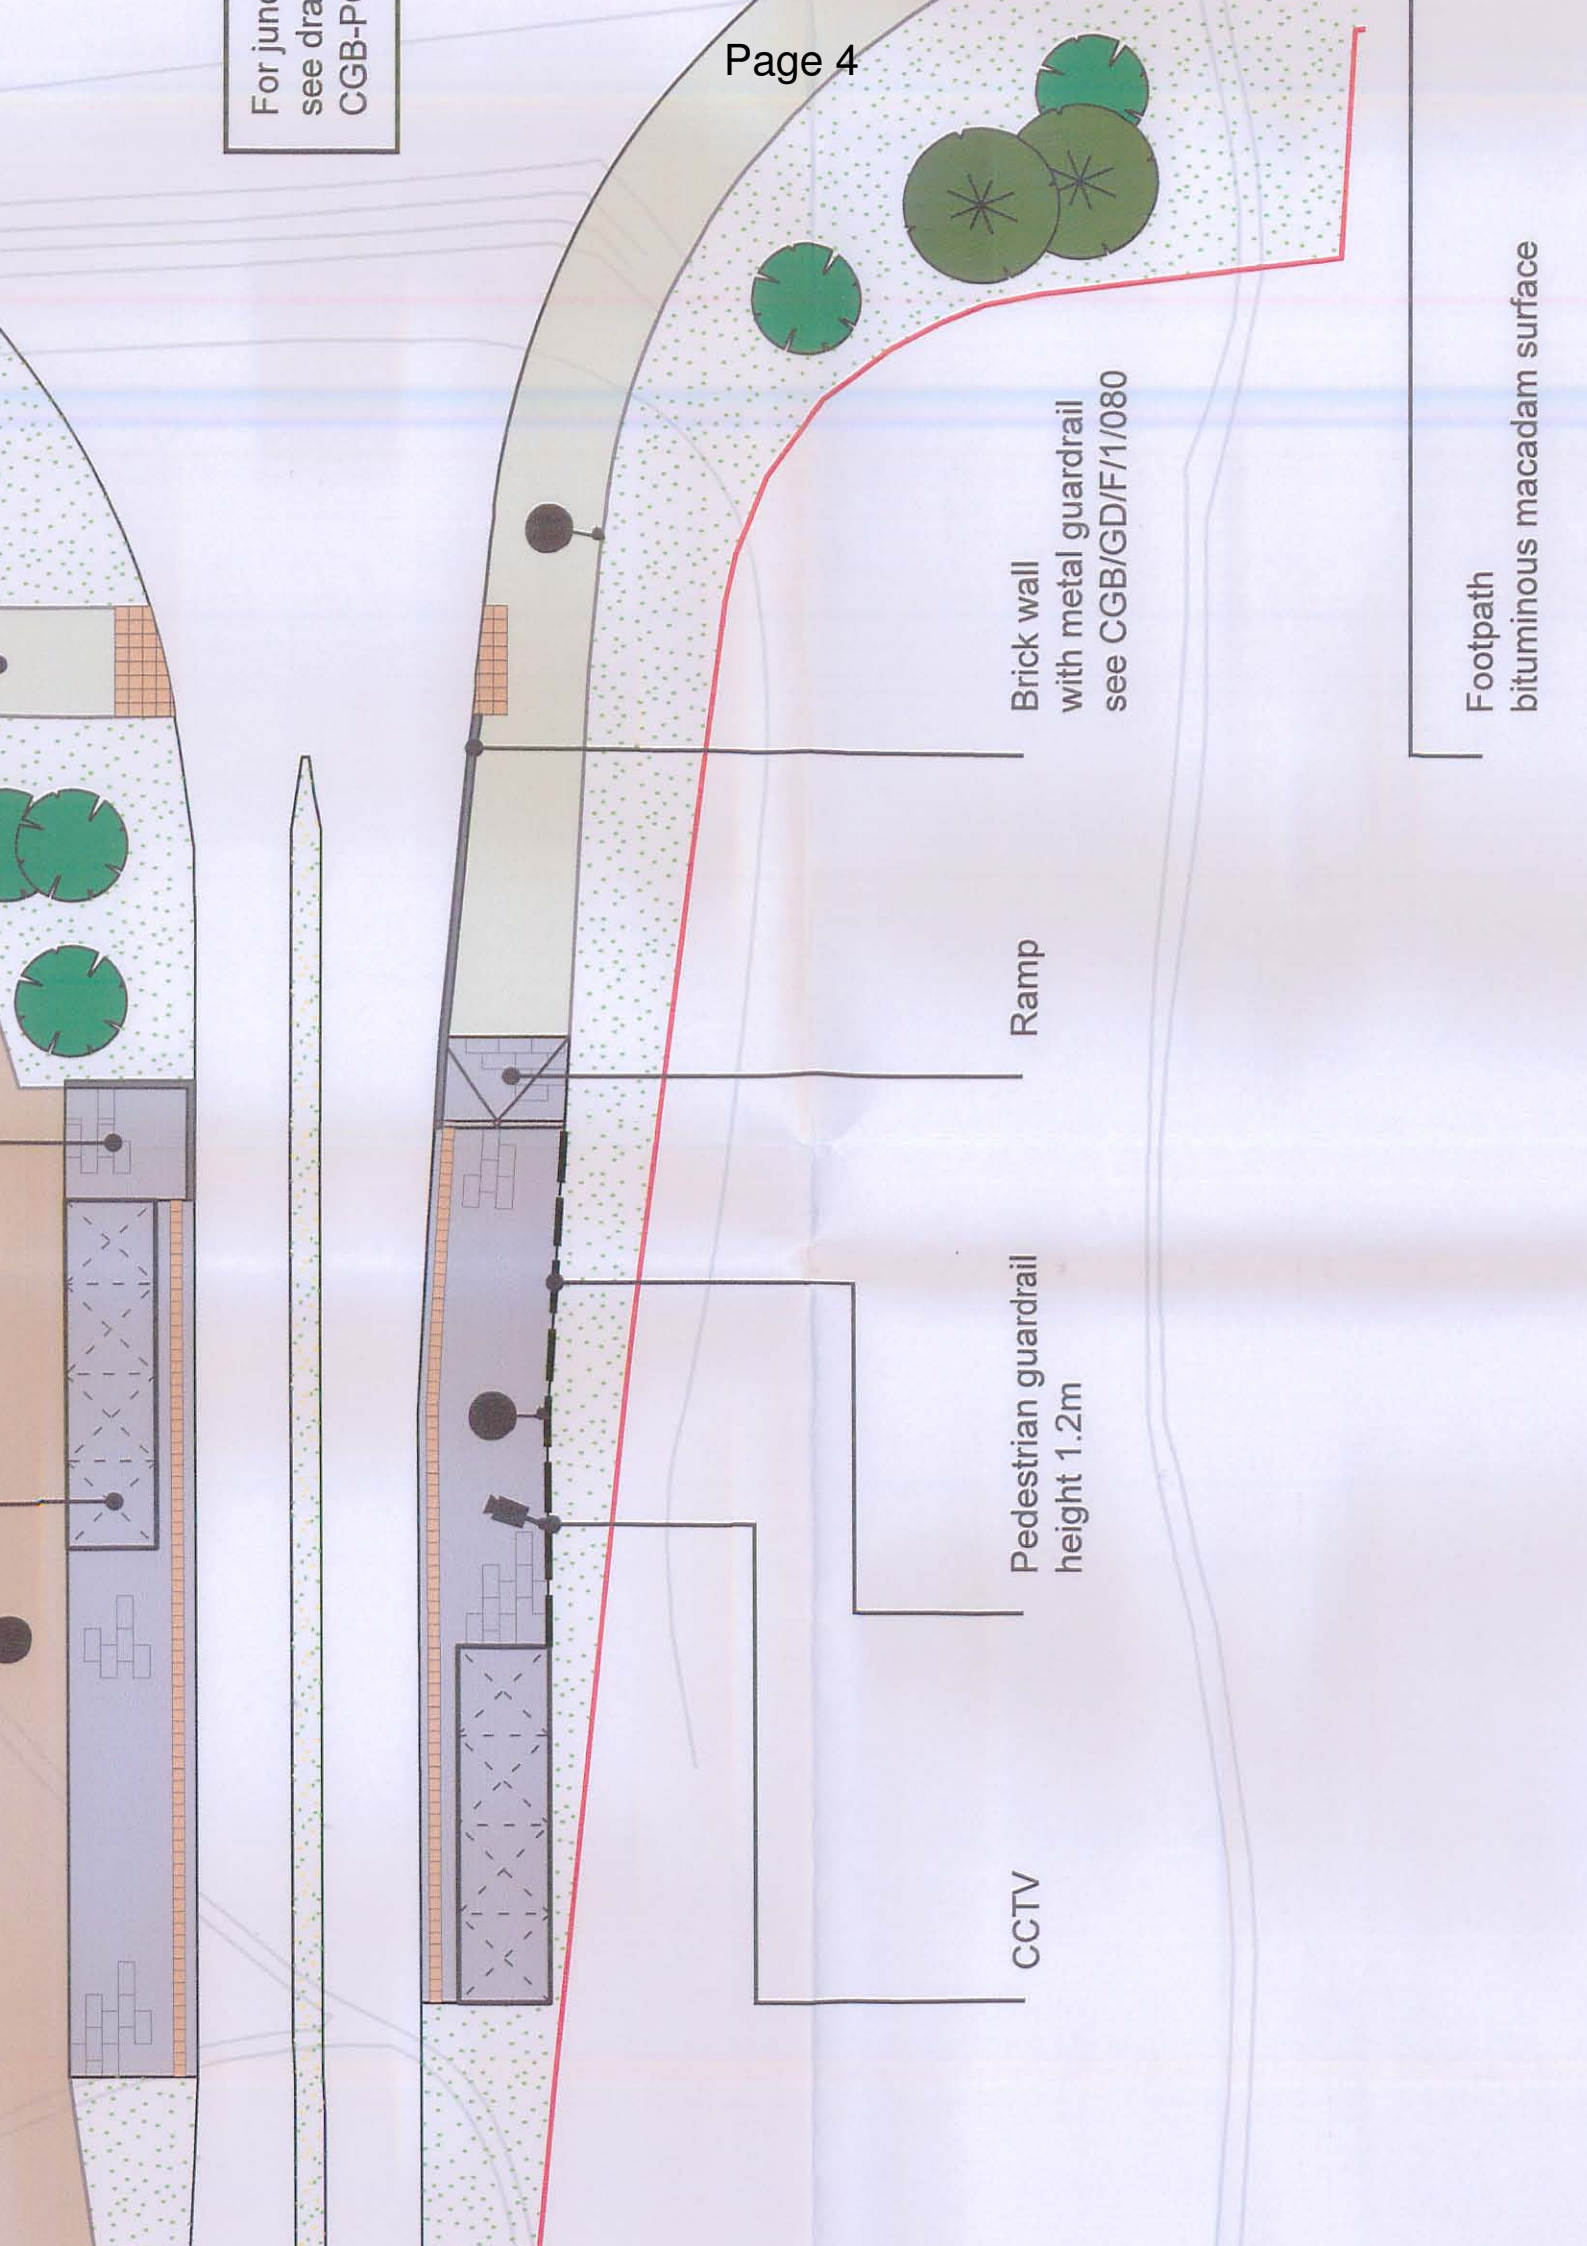 Page 4
For junc
see dra
CGB-PO
CCTV
Pedestrian guardrail
height 1.2m
Ramp
Brick wall
with metal guardrail
see CGB/GD/F/1/080
Footpath
bituminous macadam surface